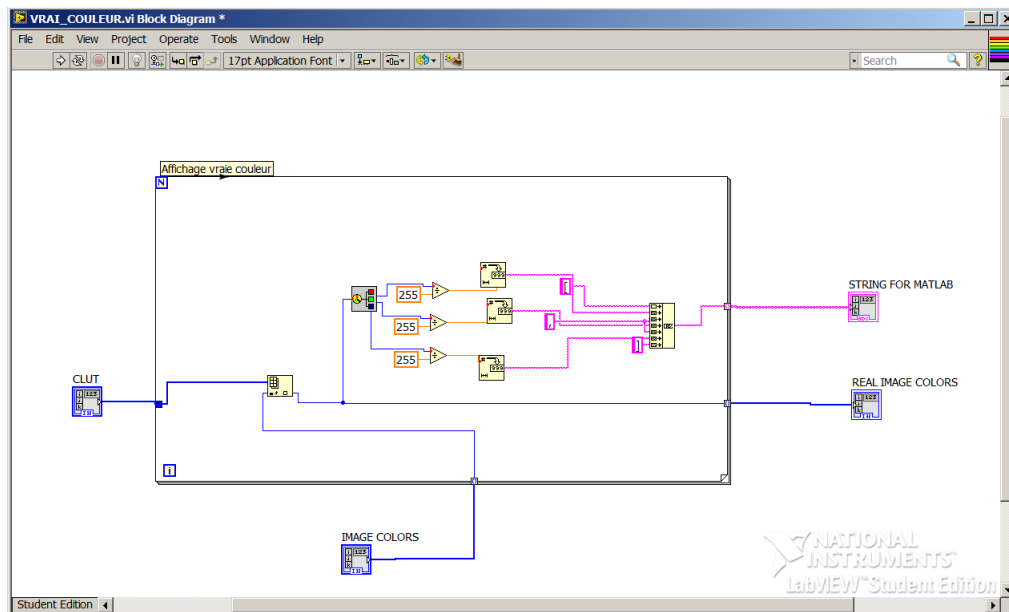 VRAI_COULEUR.vi Block Diagram *
File Edit View Project Operate Tools Window Help
17pt Application Font
Search
Affichage vraie couleur
N
255
[
STRING FOR MATLAB
255
,
255
]
CLUT
REAL IMAGE COLORS
i
IMAGE COLORS
NATIONAL
INSTRUMENTS
LabVIEW Student Edition
Student Edition